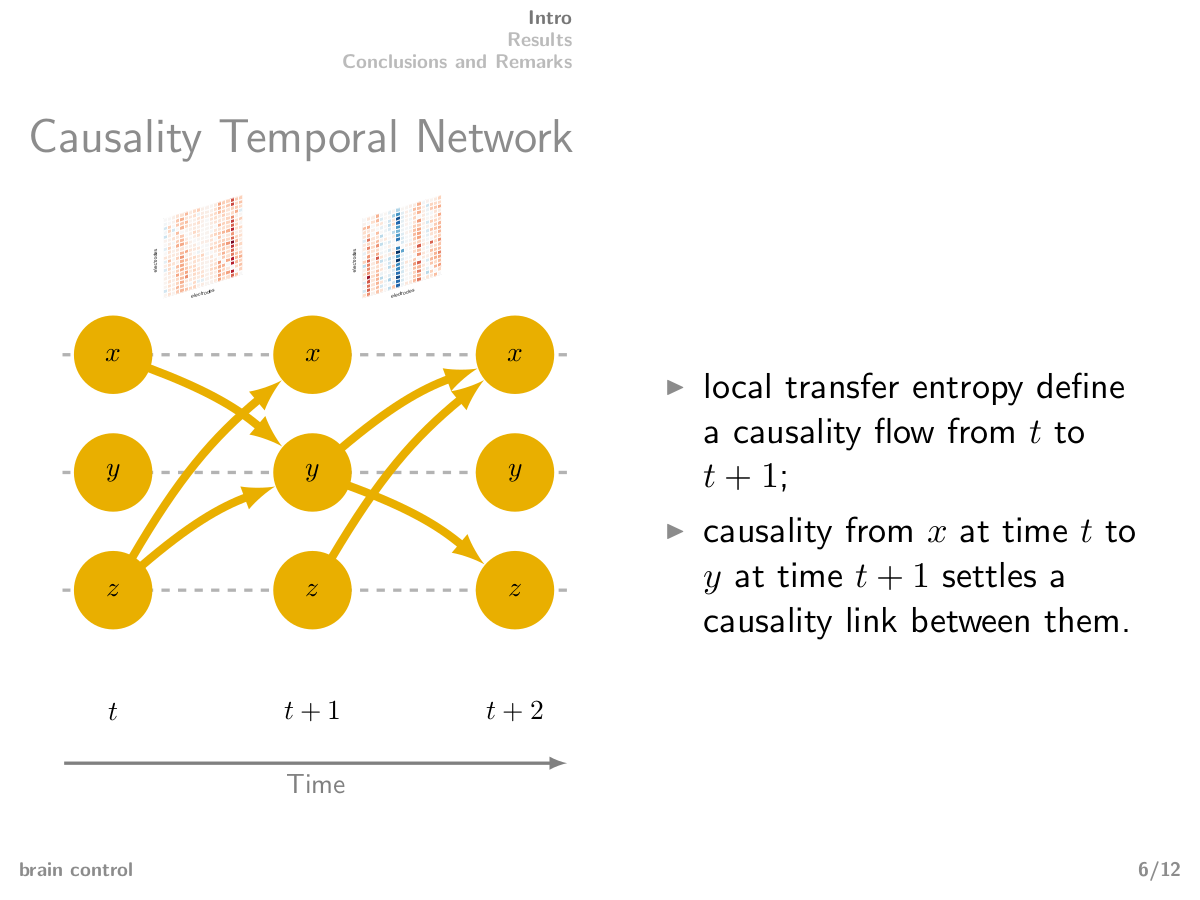 Intro
Results
Conclusions and Remarks
Causality Temporal Network
electrodes
electrodes
electrodes
electrodes
x x x
y y y
z z z
t t + 1 t + 2
Time
local transfer entropy define
a causality flow from t to
t + 1;
causality from x at time t to
y at time t + 1 settles a
causality link between them.
brain control 6/12